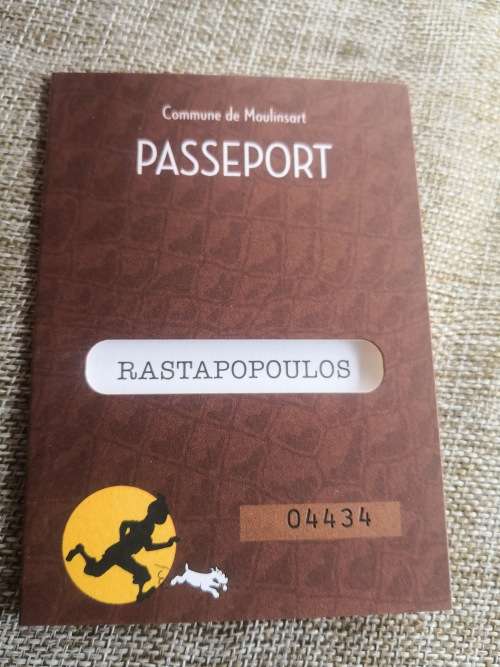 Commune de Moulinsart
PASSEPORT
RASTAPOPOULOS
04434